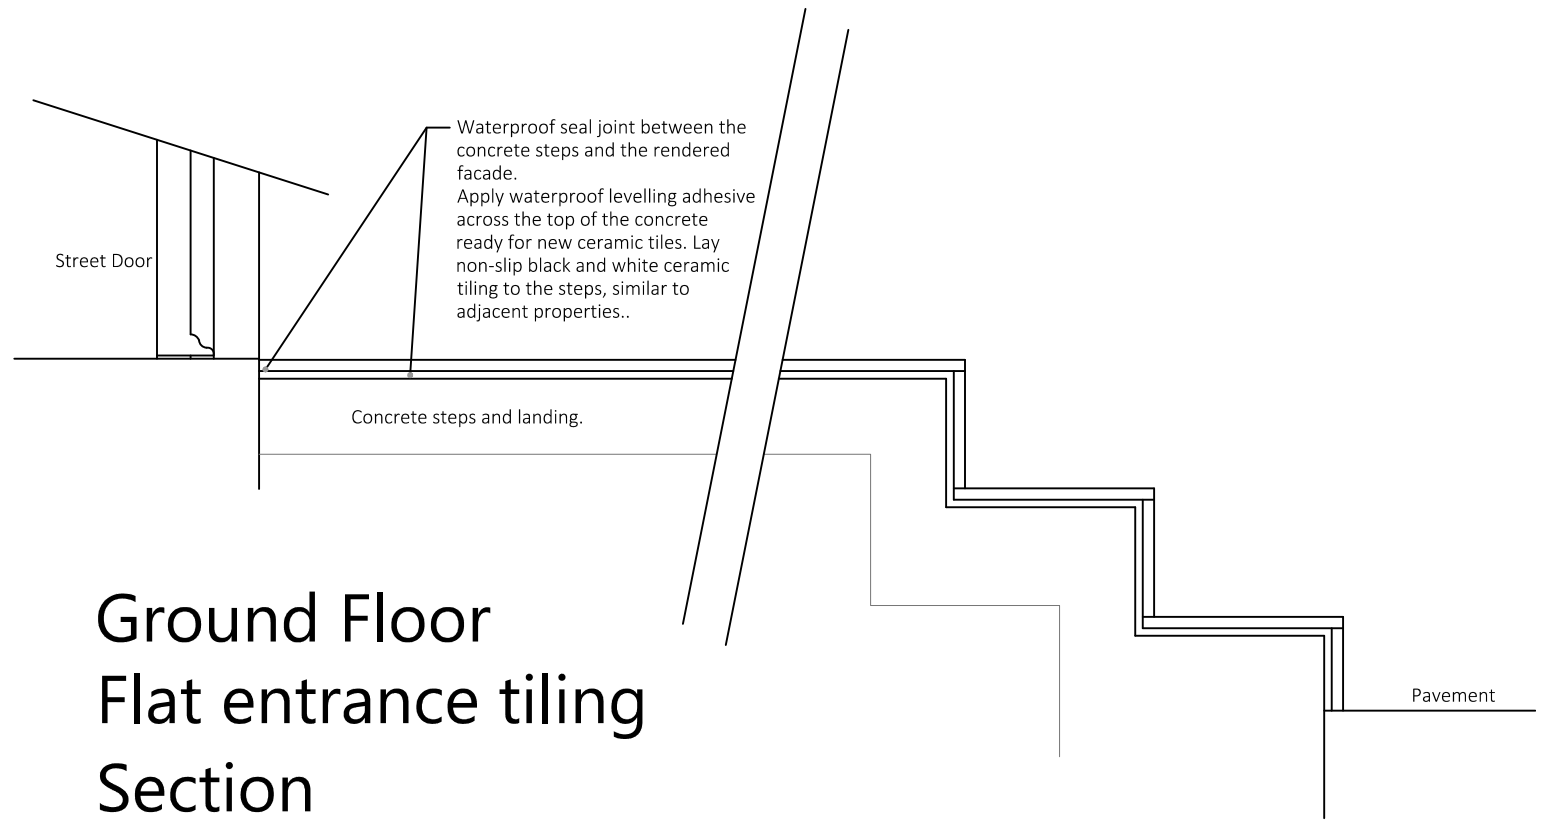 Waterproof seal joint between the
concrete steps and the rendered
facade.
Apply waterproof levelling adhesive
across the top of the concrete
ready for new ceramic tiles. Lay
non-slip black and white ceramic
tiling to the steps, similar to
adjacent properties..
Street Door
Concrete steps and landing.
Pavement
Ground Floor
Flat entrance tiling
Section